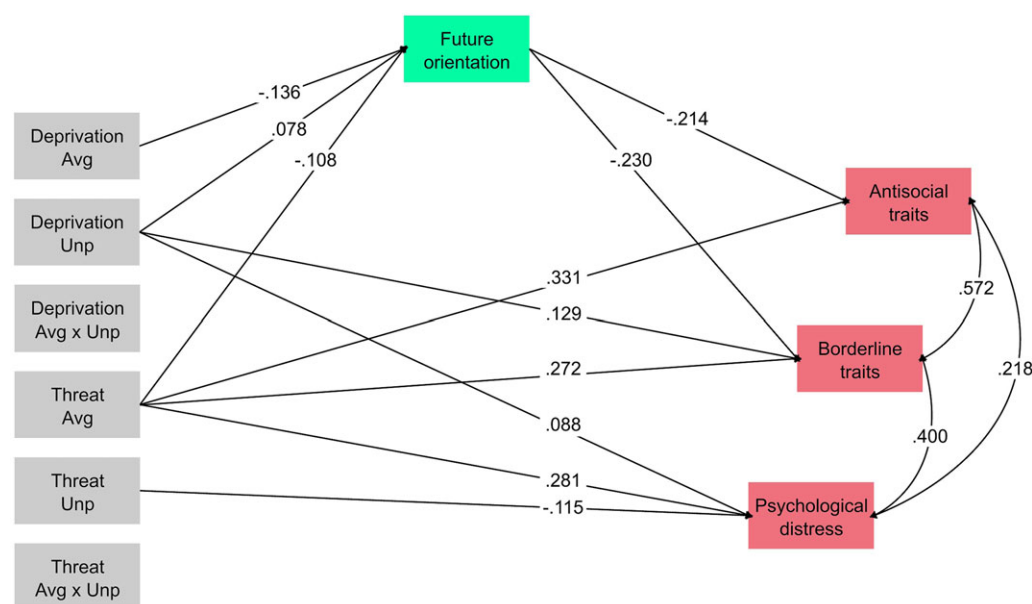 Future
orientation
-.136
.078
-.108
-.214
-.230
Deprivation
Avg
Deprivation
Unp
Deprivation
Avg x Unp
Threat
Avg
Threat
Unp
Threat
Avg x Unp
Antisocial
traits
.331
.129
.272
.088
.281
-.115
Borderline
traits
Psychological
distress
.572
.218
.400